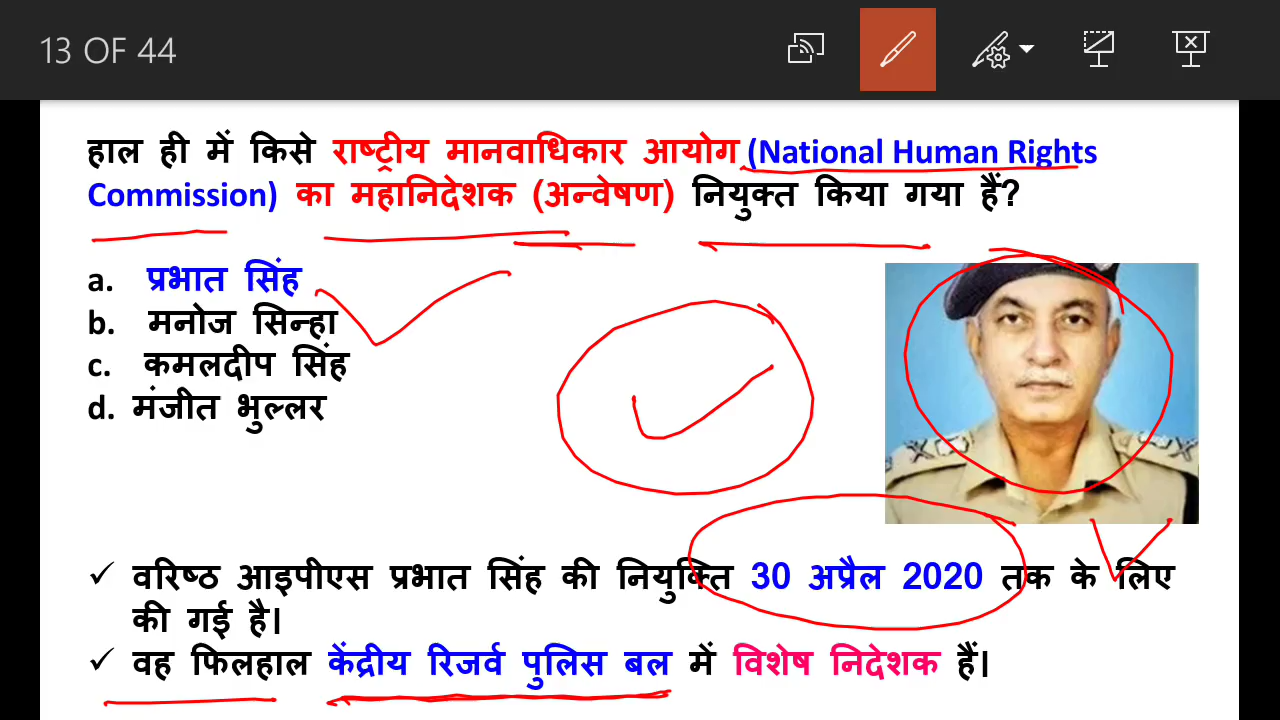 13 OF 44
हाल ही में किसे राष्ट्रीय मानवाधिकार आयोग (National Human Rights
Commission) का महानिदेशक (अन्वेषण) नियुक्त किया गया हैं?
a. प्रभात सिंह
b. मनोज सिन्हा
c. कमलदीप सिंह
d. मंजीत भुल्लर
✓ वरिष्ठ आइपीएस प्रभात सिंह की नियुक्ति 30 अप्रैल 2020 तक के लिए
की गई है।
✓ वह फिलहाल केंद्रीय रिजर्व पुलिस बल में विशेष निदेशक हैं।